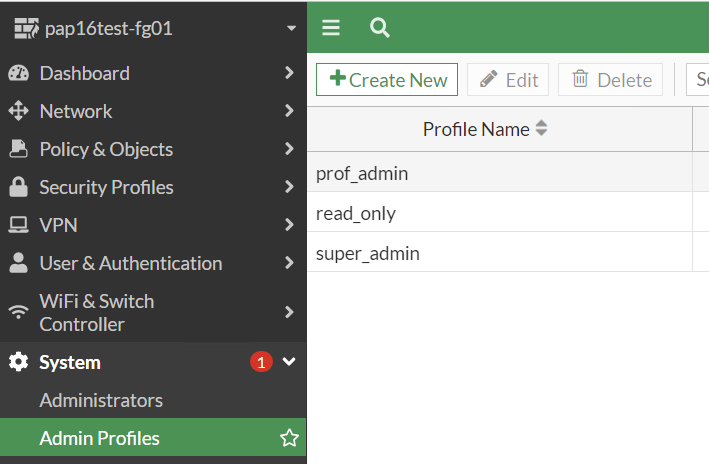 pap16test-fg01
Dashboard
Network
Policy & Objects
Security Profiles
VPN
User & Authentication
WiFi & Switch
Controller
System 1
Administrators
Admin Profiles
Create New Edit Delete
Profile Name
prof_admin
read_only
super_admin